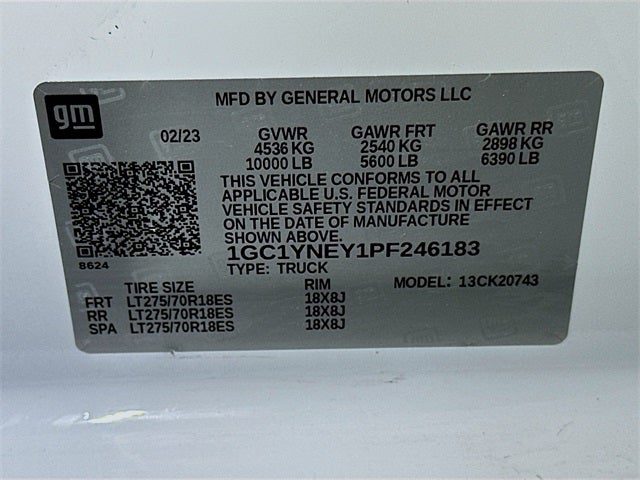 gm
MFD BY GENERAL MOTORS LLC
02/23 GVWR GAWR FRT GAWR RR
4536 KG 2540 KG 2898 KG
10000 LB 5600 LB 6390 LB
THIS VEHICLE CONFORMS TO ALL
APPLICABLE U.S. FEDERAL MOTOR
VEHICLE SAFETY STANDARDS IN EFFECT
ON THE DATE OF MANUFACTURE
SHOWN ABOVE.
8624
1GC1YNEY1PF246183
TYPE: TRUCK MODEL: 13CK20743
TIRE SIZE RIM
FRT LT275/70R18ES 18X8J
RR LT275/70R18ES 18X8J
SPA LT275/70R18ES 18X8J